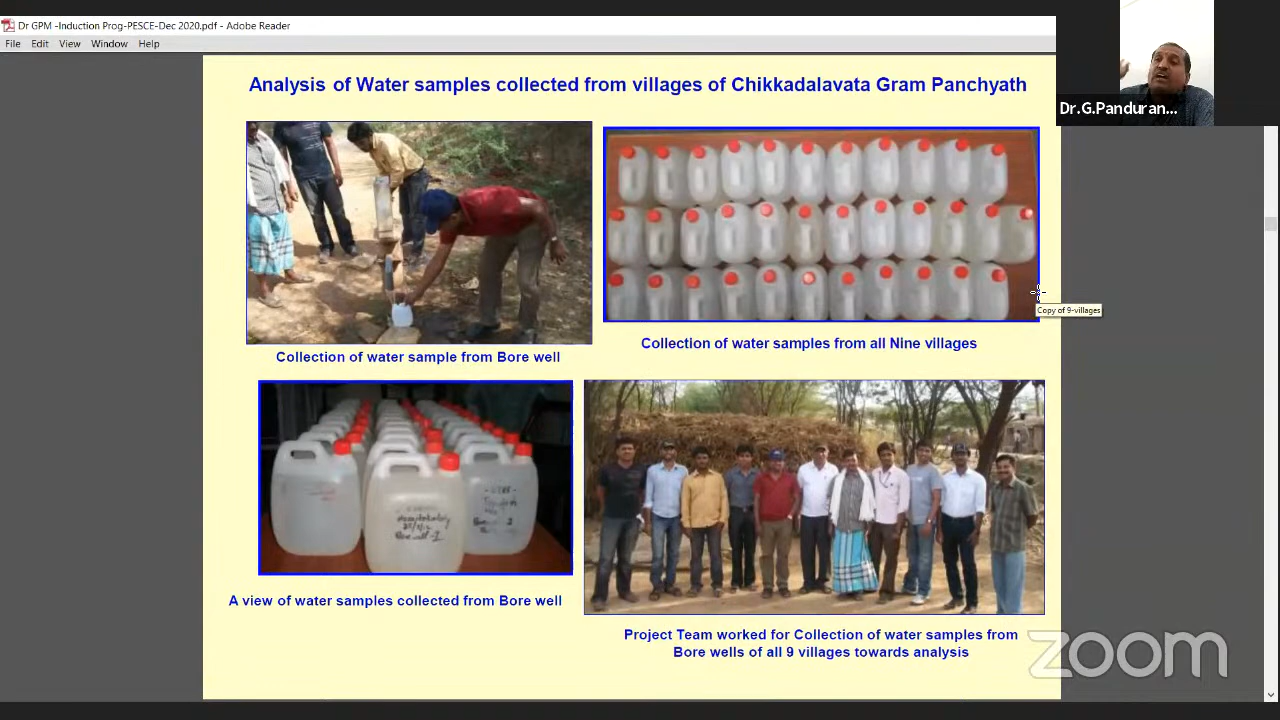 Dr GPM -Induction Prog-PESCE-Dec 2020.pdf - Adobe Reader
File Edit View Window Help
Analysis of Water samples collected from villages of Chikkadalavata Gram Panchyath
Dr.G.Panduran...
Copy of 9-villages
Collection of water sample from Bore well
Collection of water samples from all Nine villages
A view of water samples collected from Bore well
Project Team worked for Collection of water samples from
Bore wells of all 9 villages towards analysis
zoom